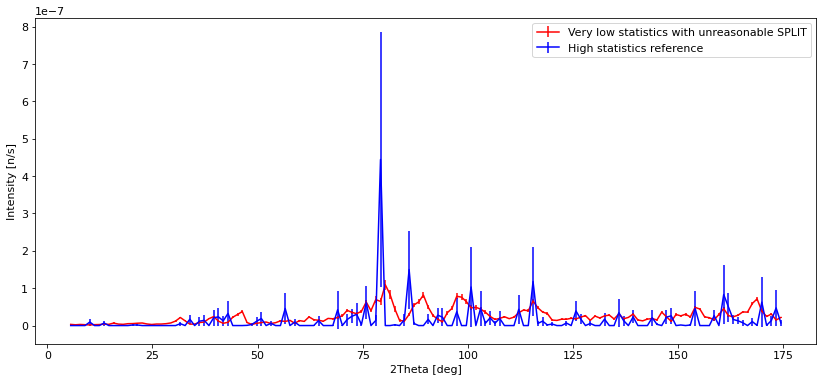 1e−7
8
7
6
5
4
3
2
1
0
Intensity [n/s]
Very low statistics with unreasonable SPLIT
High statistics reference
0 25 50 75 100 125 150 175
2Theta [deg]